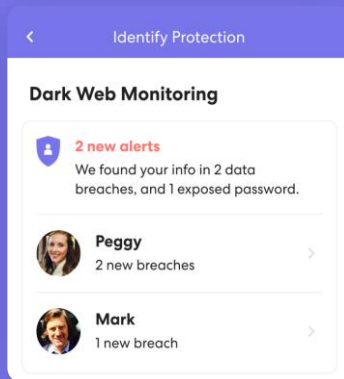 Identify Protection
Dark Web Monitoring
2 new alerts
We found your info in 2 data
breaches, and 1 exposed password.
Peggy
2 new breaches
Mark
1 new breach